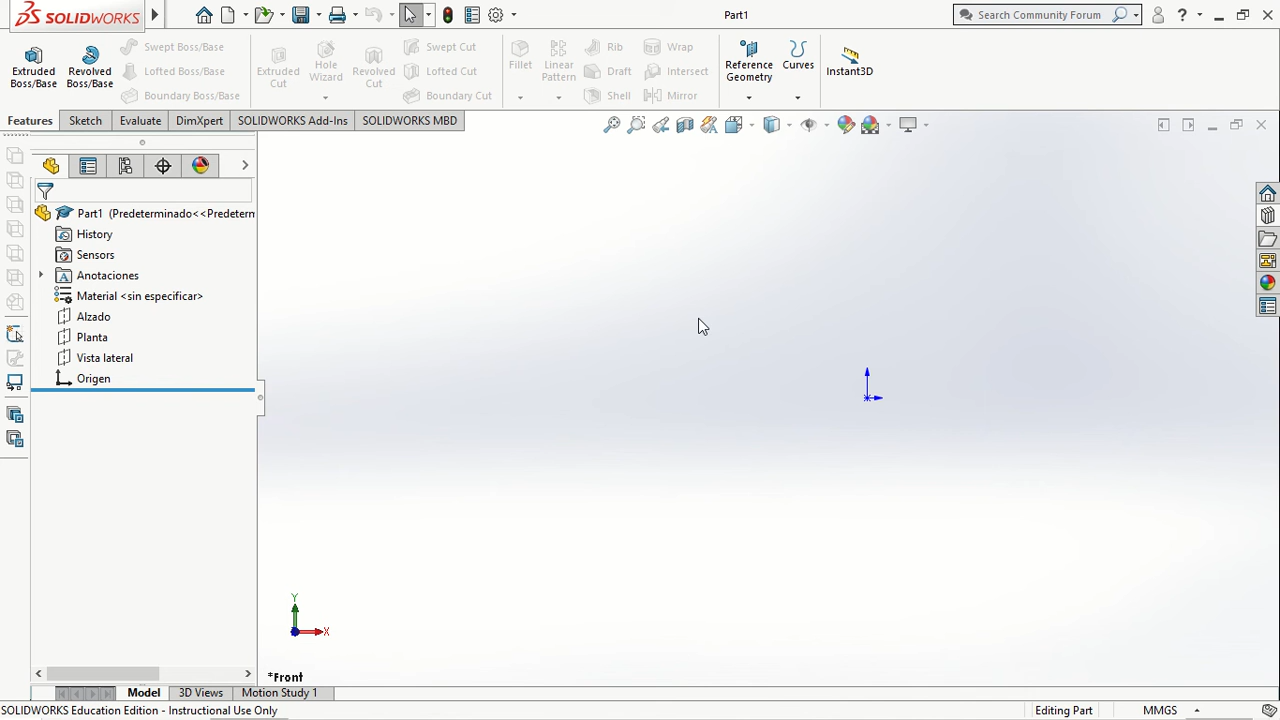 SOLIDWORKS
Part1
Search Community Forum
?
Extruded Boss/Base
Revolved Boss/Base
Swept Boss/Base
Lofted Boss/Base
Boundary Boss/Base
Extruded Cut
Hole Wizard
Revolved Cut
Swept Cut
Lofted Cut
Boundary Cut
Fillet
Linear Pattern
Rib
Draft
Shell
Wrap
Intersect
Mirror
Reference Geometry
Curves
Instant3D
Features
Sketch
Evaluate
DimXpert
SOLIDWORKS Add-Ins
SOLIDWORKS MBD
Part1 (Predeterminado<<Predetern
History
Sensors
A Anotaciones
Material <sin especificar>
Alzado
Planta
Vista lateral
Origen
Y
X
*Front
Model
3D Views
Motion Study 1
SOLIDWORKS Education Edition - Instructional Use Only
Editing Part
MMGS